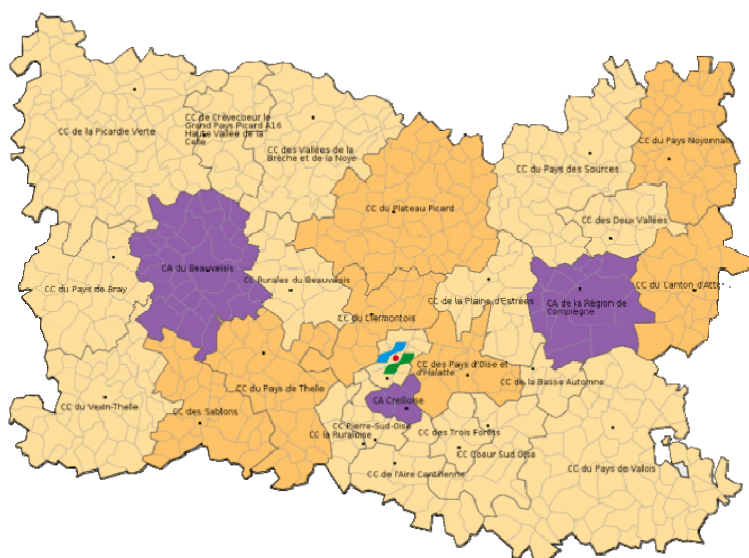 CC de la Picardie Verte
CC de Crèvecoeur le
Grand Pays Picard A16
Haute Vallée de la
Celle
CC des Vallées de la
Brèche et de la Noye
CC du Pays Noyonnais
CC du Pays des Sources
CC du Plateau Picard
CC des Deux Vallées
CA du Beauvaisis
CC Rurales du Beauvaisis
CC du Pays de Bray
CC de la Plaine d'Estrées
CA de la Région de
Compiègne
CC du Canton d'Atte
CC du Clermontois
CC des Pays d'Oise et
d'Halatte
CC de la Basse Automne
CC du Pays de Thelle
CC du Vexin-Thelle
CC des Sablons
CA Creilloise
CC Pierre-Sud-Oise
CC la Ruraloise
CC des Trois Forêts
CC Coeur Sud Oise
CC de l'Aire Cantilienne
CC du Pays de Valois